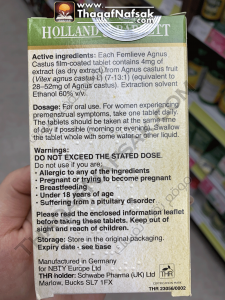 www.ThaqafNafsak.com
HOLLAND & BARRETT
Active ingredients: Each Femlieve Agnus
Castus film-coated tablet contains 4mg of
extract (as dry extract) from Agnus castus fruit
(Vitex agnus-castus L) (7-13:1) (equivalent to
28–52mg of Agnus castus). Extraction solvent
Ethanol 60% v/v.
Dosage: For oral use. For women experiencing
premenstrual symptoms, take one tablet daily.
The tablets should be taken at the same time
of day if possible (morning or evening). Swallow
the tablet whole with some water or other liquid.
Warnings:
DO NOT EXCEED THE STATED DOSE.
Do not use if you are:
• Allergic to any of the ingredients
• Pregnant or trying to become pregnant
• Breastfeeding
• Under 18 years of age
• Suffering from a pituitary disorder
Please read the enclosed information leaflet
before taking these tablets. Keep out of
sight and reach of children.
Storage: Store in the original packaging.
Expiry date - see base
Manufactured in Germany
for NBTY Europe Ltd
THR holder: Schwabe Pharma (UK) Ltd
Marlow, Bucks SL7 1FX
THR
THR 23056/0002